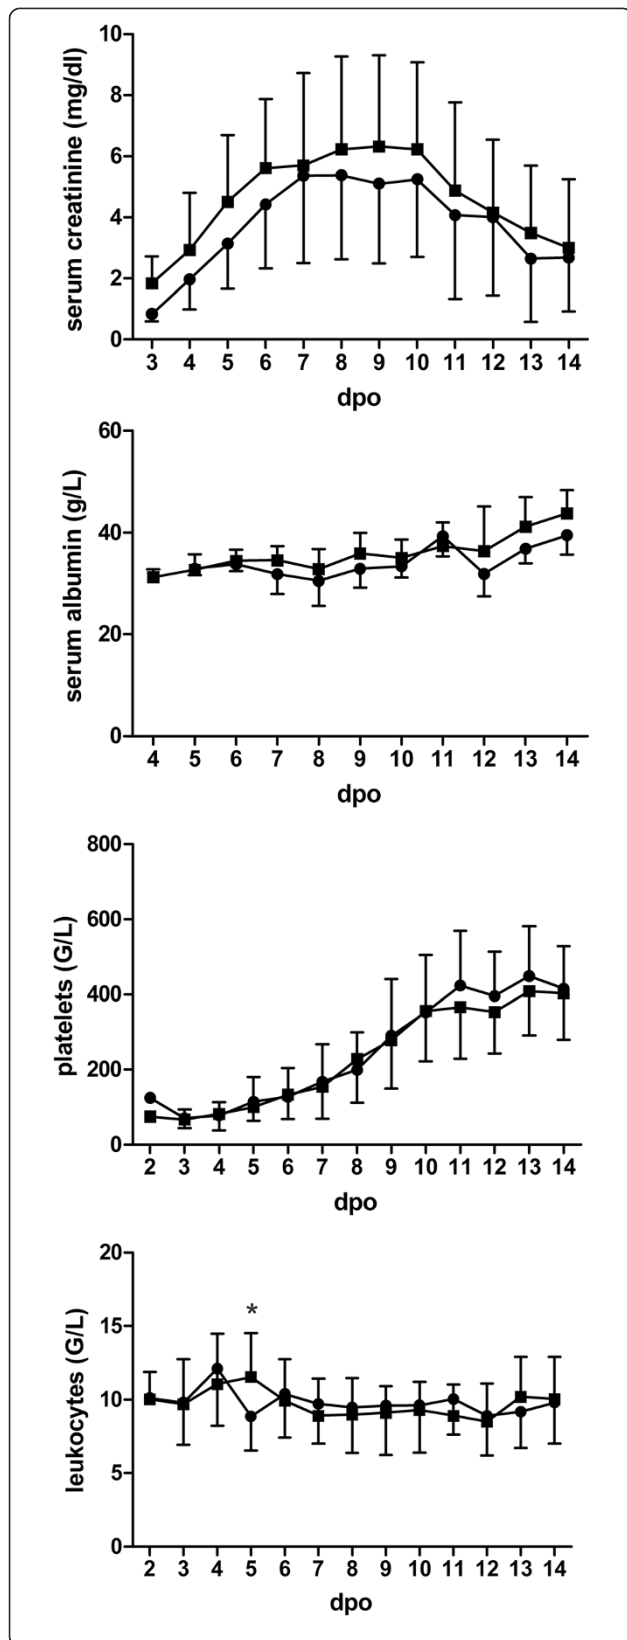 10
8
6
4
2
0
serum creatinine (mg/dl)
3 4 5 6 7 8 9 10 11 12 13 14
dpo
60
40
20
0
serum albumin (g/L)
4 5 6 7 8 9 10 11 12 13 14
dpo
800
600
400
200
0
platelets (G/L)
2 3 4 5 6 7 8 9 10 11 12 13 14
dpo
20
15
10
5
0
leukocytes (G/L)
*
2 3 4 5 6 7 8 9 10 11 12 13 14
dpo